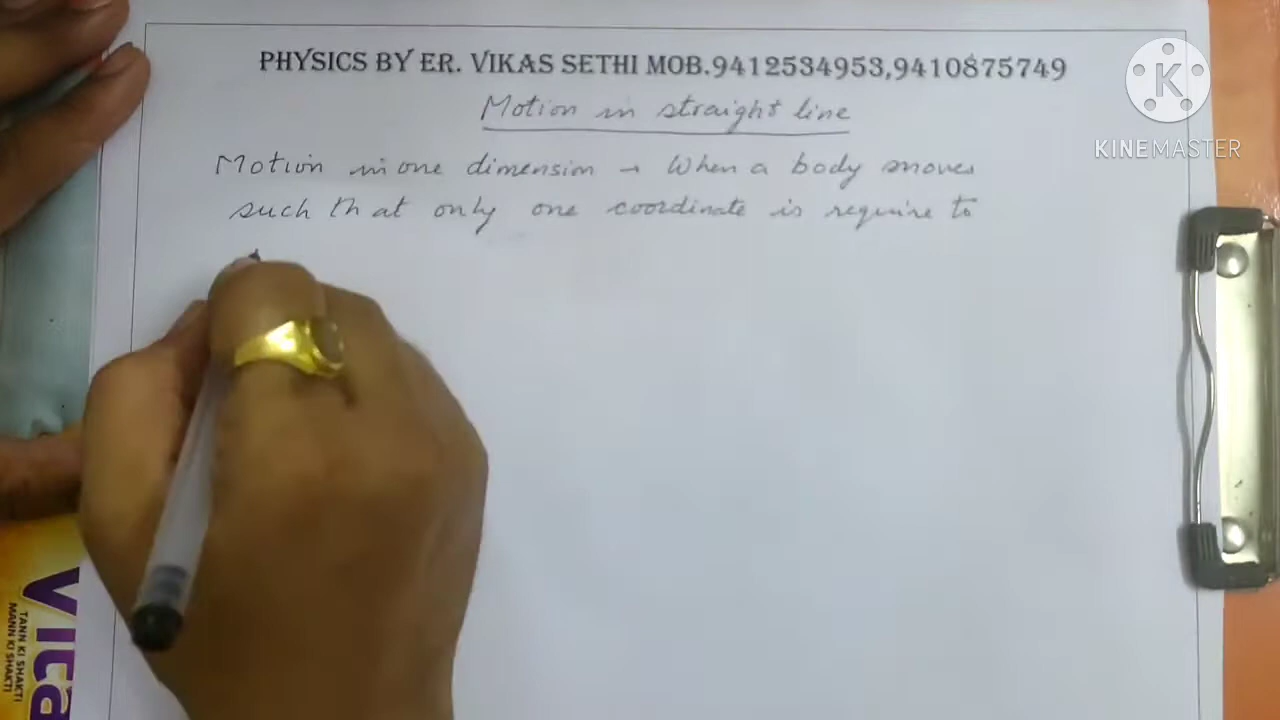 PHYSICS BY ER. VIKAS SETHI MOB.9412534953,9410875749
Motion in straight line
Motion in one dimension → When a body moves
such that only one coordinate is require to
K
KINEMASTER
Vita
TANN KI SHAKTI
MANN KI SHAKTI